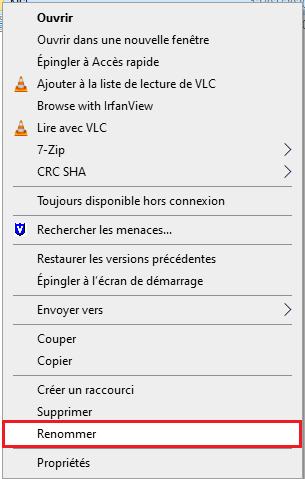 Ouvrir
Ouvrir dans une nouvelle fenêtre
Épingler à Accès rapide
Ajouter à la liste de lecture de VLC
Browse with IrfanView
Lire avec VLC
7-Zip
CRC SHA
Toujours disponible hors connexion
Rechercher les menaces...
Restaurer les versions précédentes
Épingler à l'écran de démarrage
Envoyer vers
Couper
Copier
Créer un raccourci
Supprimer
Renommer
Propriétés